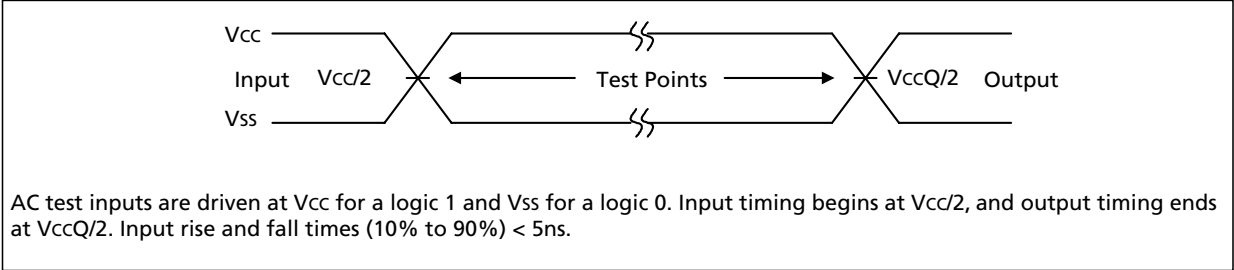 Vcc
Input Vcc/2 Test Points VccQ/2 Output
Vss
AC test inputs are driven at Vcc for a logic 1 and Vss for a logic 0. Input timing begins at Vcc/2, and output timing ends
at VccQ/2. Input rise and fall times (10% to 90%) < 5ns.